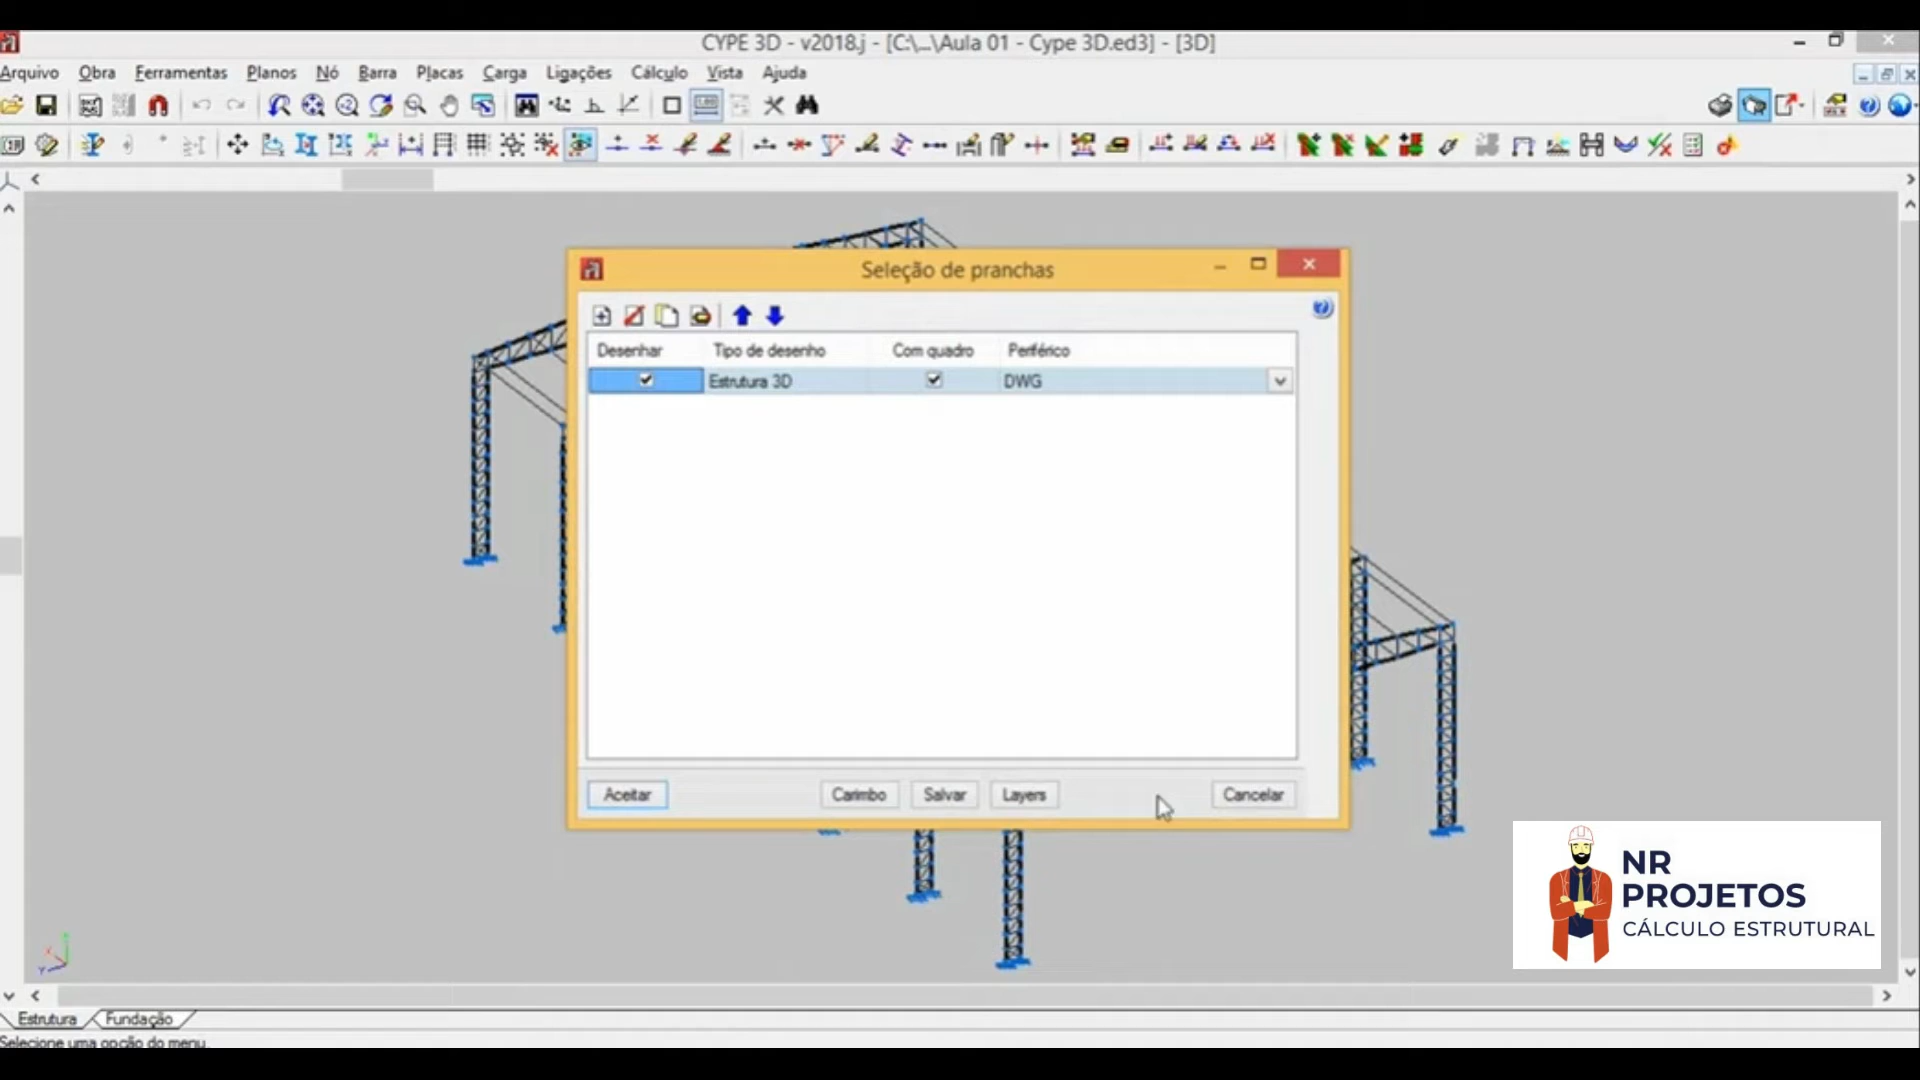 CYPE 3D - v2018.j - [C:\...\Aula 01 - Cype 3D.ed3] - [3D]
Arquivo Obra Ferramentas Planos Nó Barra Placas Carga Ligações Cálculo Vista Ajuda
Seleção de pranchas
Desenhar Tipo de desenho Com quadro Periférico
Estrutura 3D DWG
Aceitar Carimbo Salvar Layers Cancelar
NR
PROJETOS
CÁLCULO ESTRUTURAL
Estrutura Fundação
Selecione uma opção do menu